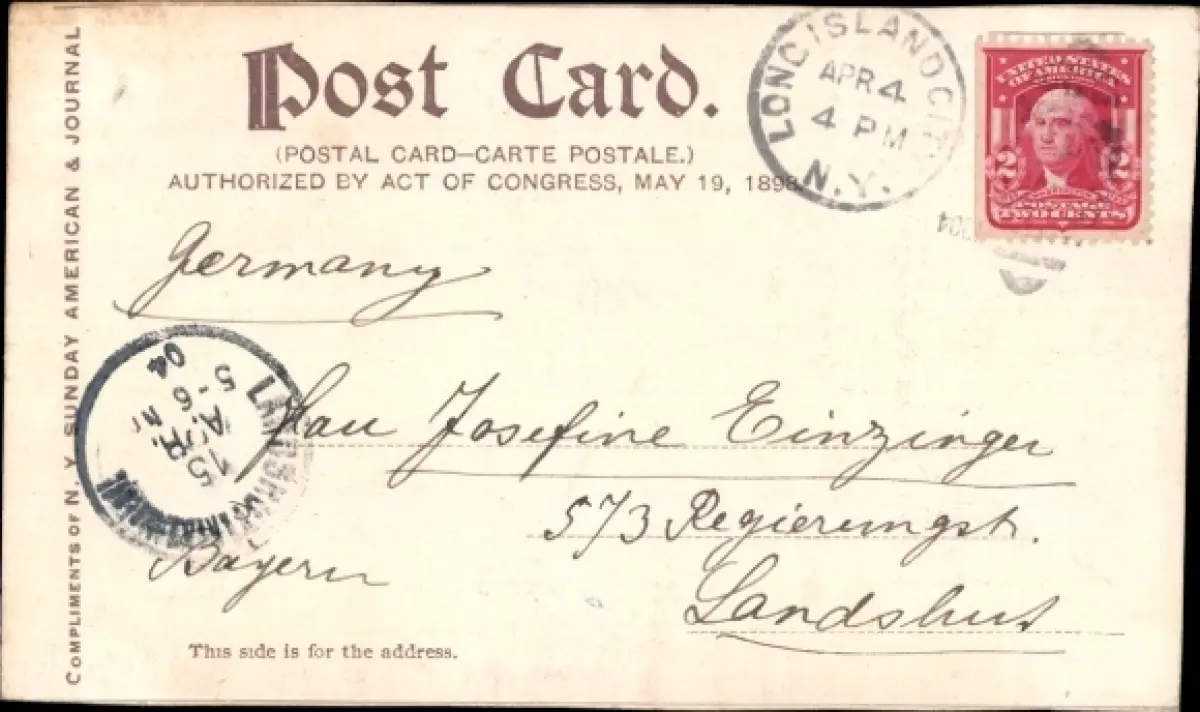 Post Card.
(POSTAL CARD—CARTE POSTALE.)
AUTHORIZED BY ACT OF CONGRESS, MAY 19, 1898.
COMPLIMENTS OF N. Y. SUNDAY AMERICAN & JOURNAL
LONG ISLAND CITY
APR 4
4 PM
N.Y.
UNITED STATES
OF AMERICA
2 2
POSTAGE
TWO CENTS
Germany
Frau Josefine Einzinger
573 Regierungst.
Landshut
Bayern
15
APR
5-6
04
This side is for the address.